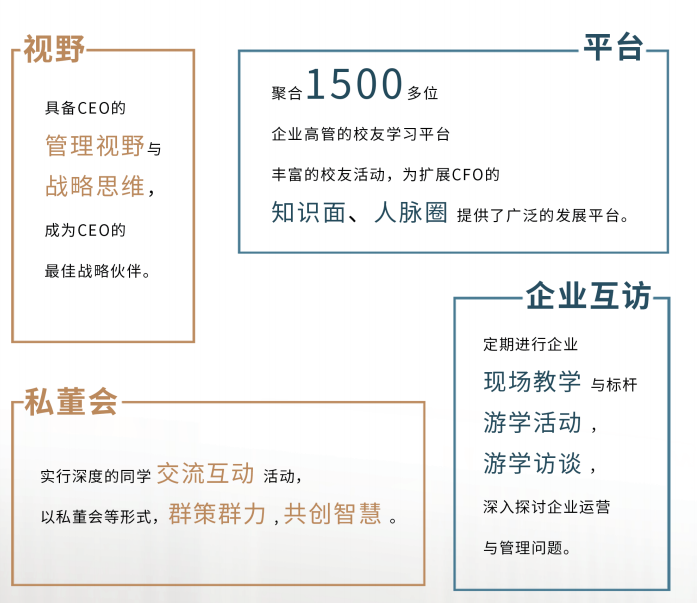 视野
具备CEO的
管理视野与
战略思维，
成为CEO的
最佳战略伙伴。
平台
聚合1500多位
企业高管的校友学习平台
丰富的校友活动，为扩展CFO的
知识面、人脉圈 提供了广泛的发展平台。
企业互访
定期进行企业
现场教学 与标杆
游学活动 ，
游学访谈 ，
深入探讨企业运营
与管理问题。
私董会
实行深度的同学 交流互动 活动，
以私董会等形式，群策群力 ，共创智慧 。